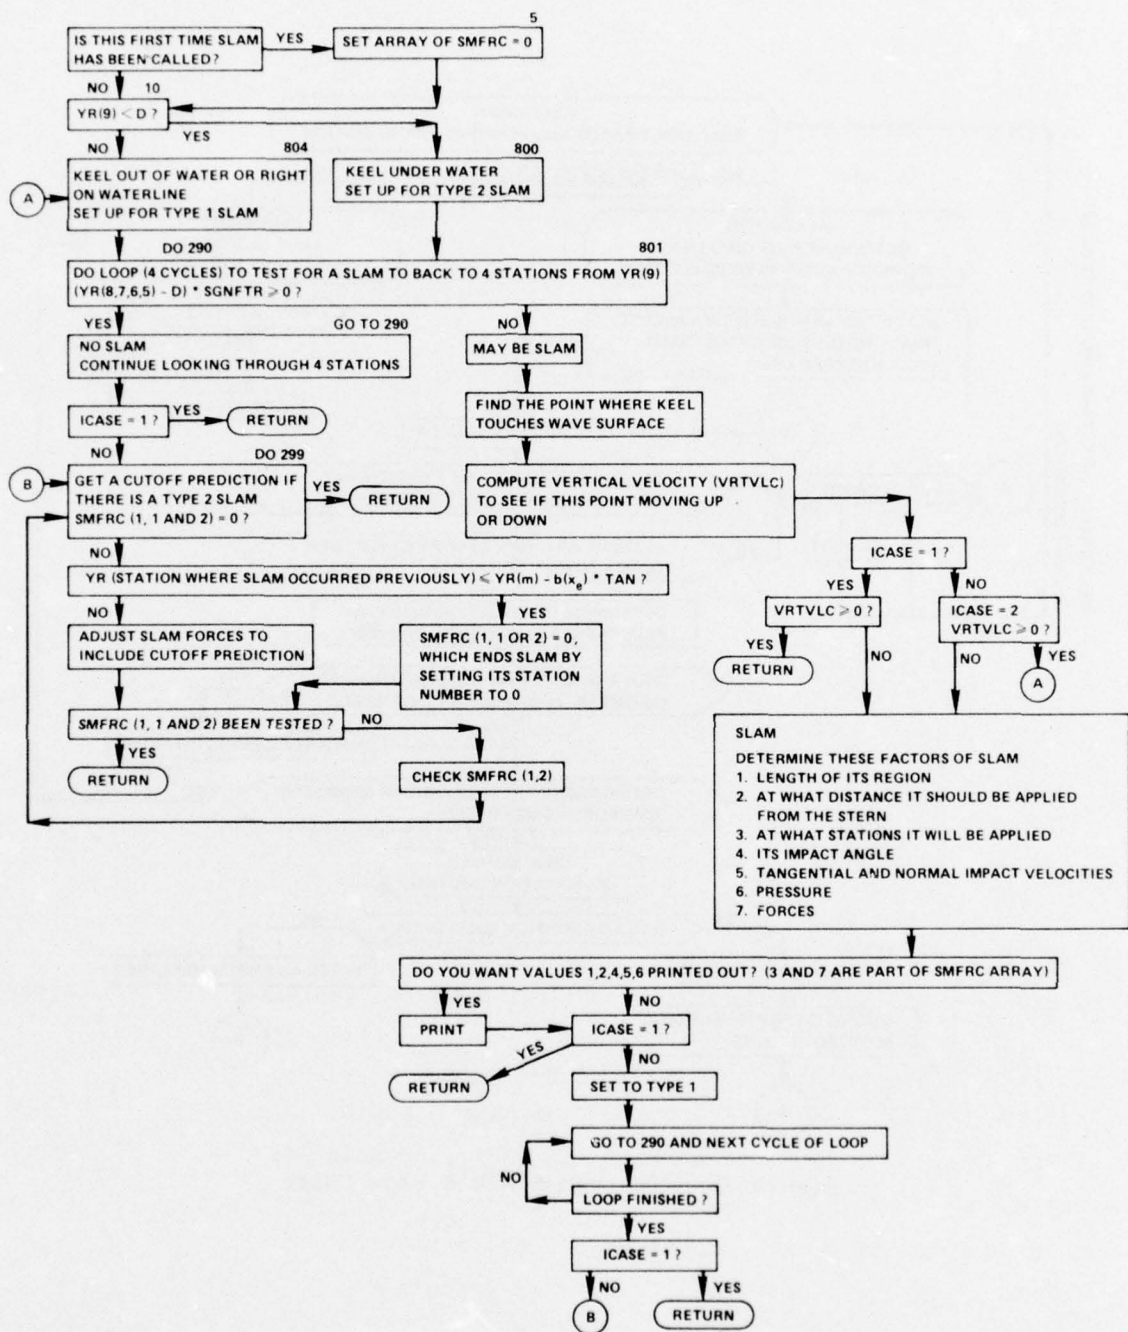 5
IS THIS FIRST TIME SLAM
HAS BEEN CALLED?
YES
SET ARRAY OF SMFRC = 0
NO
10
YR(9) < D ?
YES
NO
804
800
KEEL OUT OF WATER OR RIGHT
ON WATERLINE
SET UP FOR TYPE 1 SLAM
A
KEEL UNDER WATER
SET UP FOR TYPE 2 SLAM
DO 290
801
DO LOOP (4 CYCLES) TO TEST FOR A SLAM TO BACK TO 4 STATIONS FROM YR(9)
(YR(8,7,6,5) - D) * SGNFTR ≥ 0 ?
YES
GO TO 290
NO
NO SLAM
CONTINUE LOOKING THROUGH 4 STATIONS
MAY BE SLAM
ICASE = 1 ?
YES
RETURN
FIND THE POINT WHERE KEEL
TOUCHES WAVE SURFACE
NO
DO 299
B
GET A CUTOFF PREDICTION IF
THERE IS A TYPE 2 SLAM
SMFRC (1, 1 AND 2) = 0 ?
YES
RETURN
COMPUTE VERTICAL VELOCITY (VRTVLC)
TO SEE IF THIS POINT MOVING UP
OR DOWN
NO
ICASE = 1 ?
YR (STATION WHERE SLAM OCCURRED PREVIOUSLY) ≤ YR(m) - b(xe) * TAN ?
YES
NO
NO
YES
VRTVLC ≥ 0 ?
ICASE = 2
VRTVLC ≥ 0 ?
ADJUST SLAM FORCES TO
INCLUDE CUTOFF PREDICTION
SMFRC (1, 1 OR 2) = 0,
WHICH ENDS SLAM BY
SETTING ITS STATION
NUMBER TO 0
YES
RETURN
NO
NO
YES
A
SMFRC (1, 1 AND 2) BEEN TESTED ?
NO
YES
RETURN
CHECK SMFRC (1,2)
SLAM
DETERMINE THESE FACTORS OF SLAM
1. LENGTH OF ITS REGION
2. AT WHAT DISTANCE IT SHOULD BE APPLIED
FROM THE STERN
3. AT WHAT STATIONS IT WILL BE APPLIED
4. ITS IMPACT ANGLE
5. TANGENTIAL AND NORMAL IMPACT VELOCITIES
6. PRESSURE
7. FORCES
DO YOU WANT VALUES 1,2,4,5,6 PRINTED OUT? (3 AND 7 ARE PART OF SMFRC ARRAY)
YES
NO
PRINT
ICASE = 1 ?
YES
NO
RETURN
SET TO TYPE 1
GO TO 290 AND NEXT CYCLE OF LOOP
NO
LOOP FINISHED ?
YES
ICASE = 1 ?
NO
YES
B
RETURN